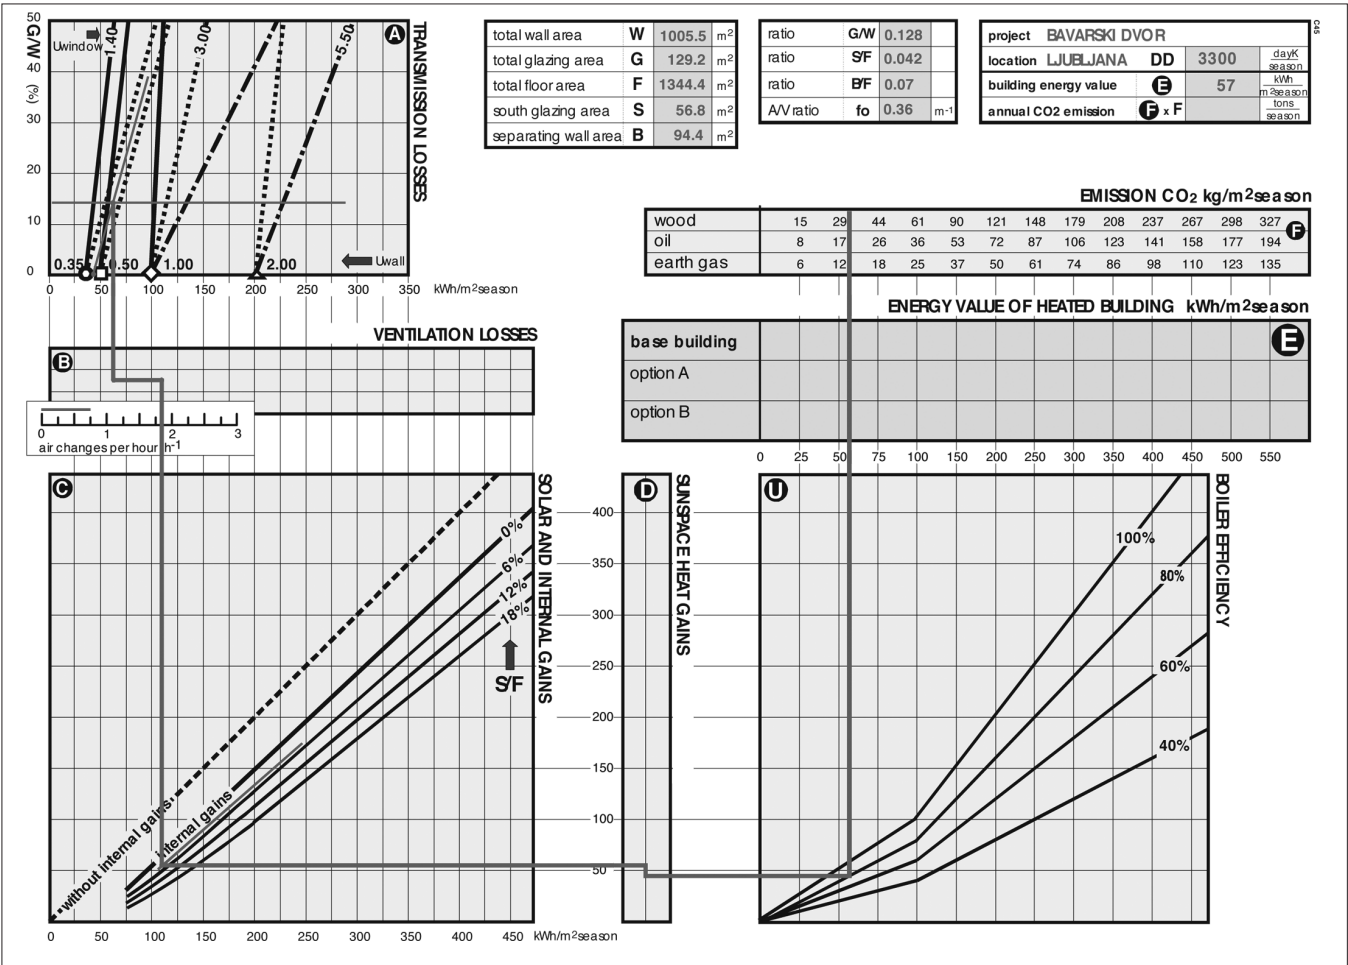 50
G/W (%)
40
30
20
10
0
Uwindow
1.40
3.00
5.50
A
TRANSMISSION LOSSES
0.35
0.50
1.00
2.00
Uwall
0 50 100 150 200 250 300 350 kWh/m2season
total wall area W 1005.5 m2
total glazing area G 129.2 m2
total floor area F 1344.4 m2
south glazing area S 56.8 m2
separating wall area B 94.4 m2
ratio G/W 0.128
ratio S/F 0.042
ratio B/F 0.07
A/V ratio fo 0.36 m-1
project BAVARSKI DVOR
location LJUBLJANA DD 3300 dayK season
building energy value E 57 kWh m2season
annual CO2 emission F x F tons season
C45
EMISSION CO2 kg/m2season
wood 15 29 44 61 90 121 148 179 208 237 267 298 327
oil 8 17 26 36 53 72 87 106 123 141 158 177 194
earth gas 6 12 18 25 37 50 61 74 86 98 110 123 135
F
ENERGY VALUE OF HEATED BUILDING kWh/m2season
base building
option A
option B
E
0 25 50 75 100 150 200 250 300 350 400 450 500 550
VENTILATION LOSSES
B
0 1 2 3
air changes per hour h-1
C
SOLAR AND INTERNAL GAINS
0%
6%
12%
18%
S/F
without internal gains
internal gains
0 50 100 150 200 250 300 350 400 450 kWh/m2season
D
SUNSPACE HEAT GAINS
400
350
300
250
200
150
100
50
U
BOILER EFFICIENCY
100%
80%
60%
40%